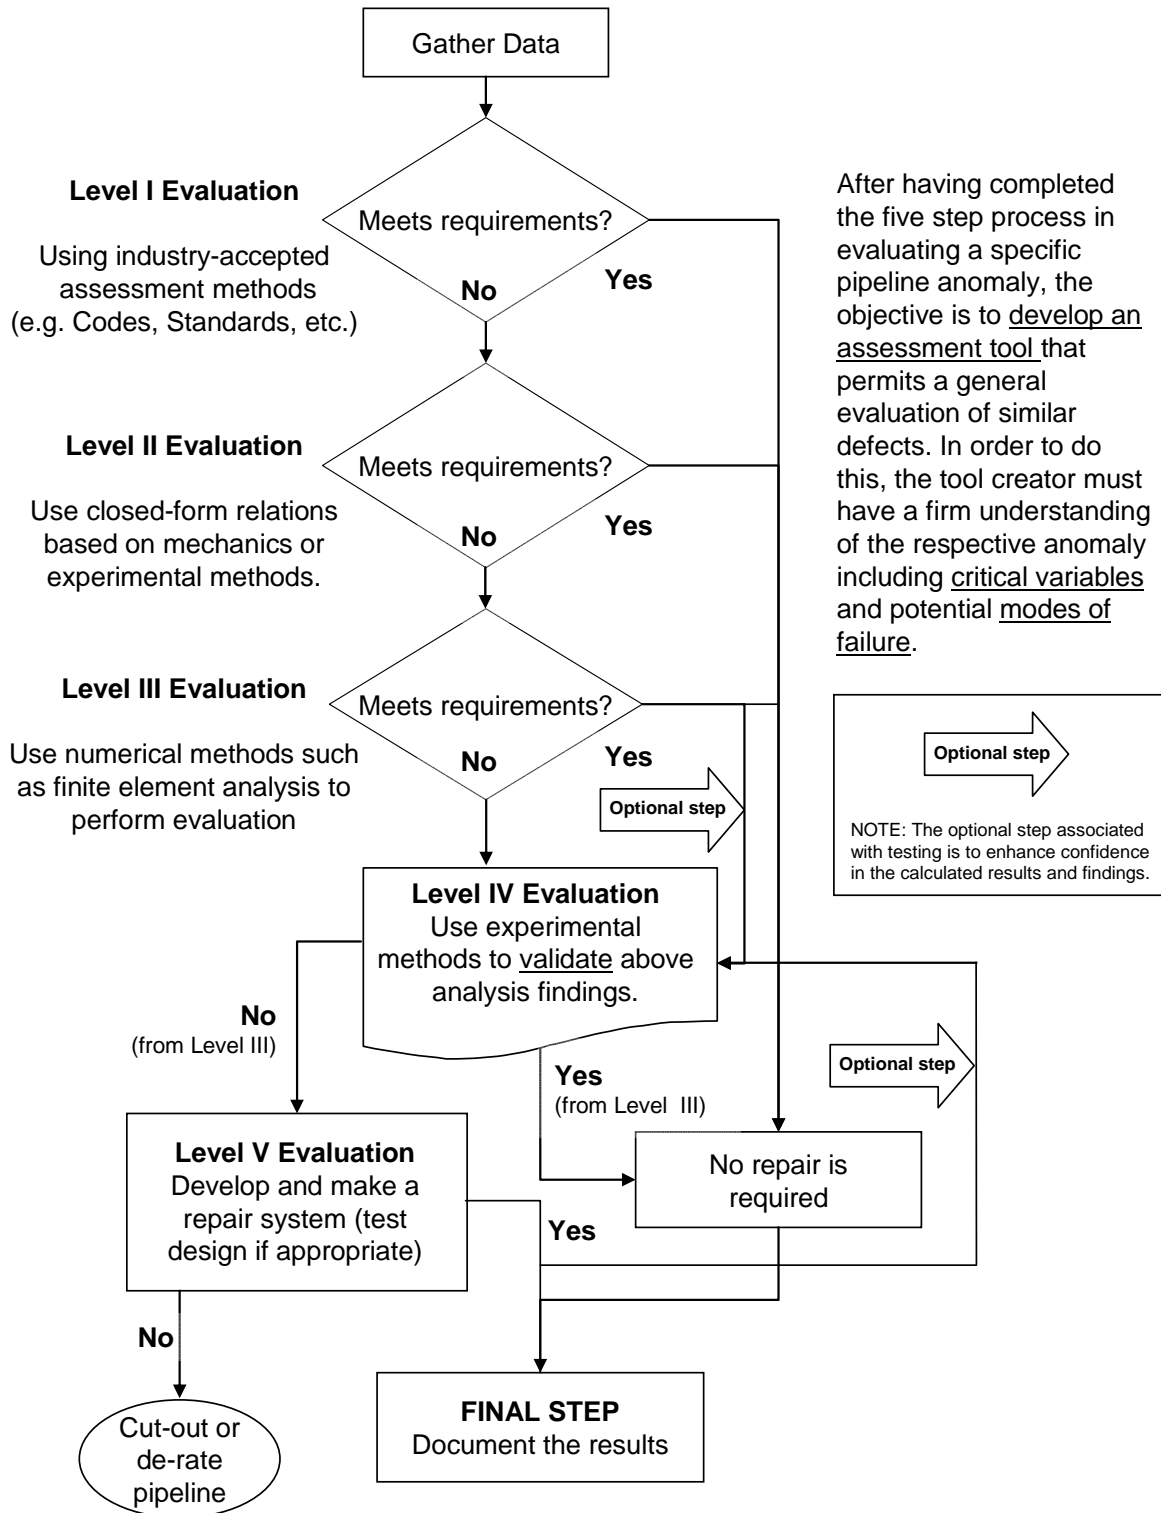 Gather Data
Level I Evaluation
Using industry-accepted
assessment methods
(e.g. Codes, Standards, etc.)
Meets requirements?
No
Yes
Level II Evaluation
Use closed-form relations
based on mechanics or
experimental methods.
Meets requirements?
No
Yes
Level III Evaluation
Use numerical methods such
as finite element analysis to
perform evaluation
Meets requirements?
No
Yes
Optional step
After having completed
the five step process in
evaluating a specific
pipeline anomaly, the
objective is to develop an
assessment tool that
permits a general
evaluation of similar
defects. In order to do
this, the tool creator must
have a firm understanding
of the respective anomaly
including critical variables
and potential modes of
failure.
Optional step
NOTE: The optional step associated
with testing is to enhance confidence
in the calculated results and findings.
Level IV Evaluation
Use experimental
methods to validate above
analysis findings.
No
(from Level III)
Yes
(from Level III)
Optional step
Level V Evaluation
Develop and make a
repair system (test
design if appropriate)
Yes
No repair is
required
No
Cut-out or
de-rate
pipeline
FINAL STEP
Document the results